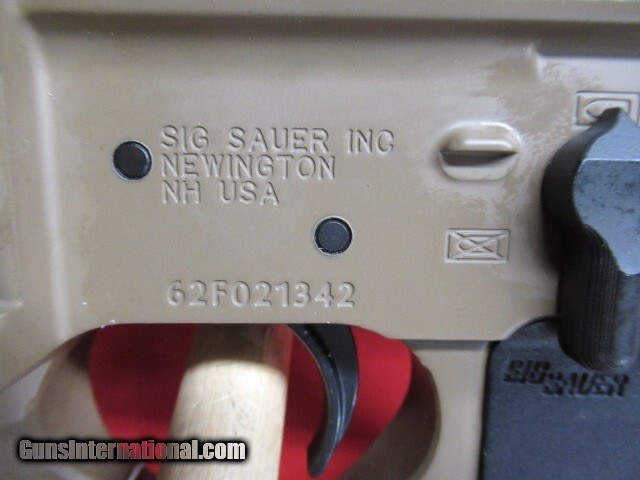 SIG SAUER INC
NEWINGTON
NH USA
62F021342
SIG SAUER
GunsInternational.com